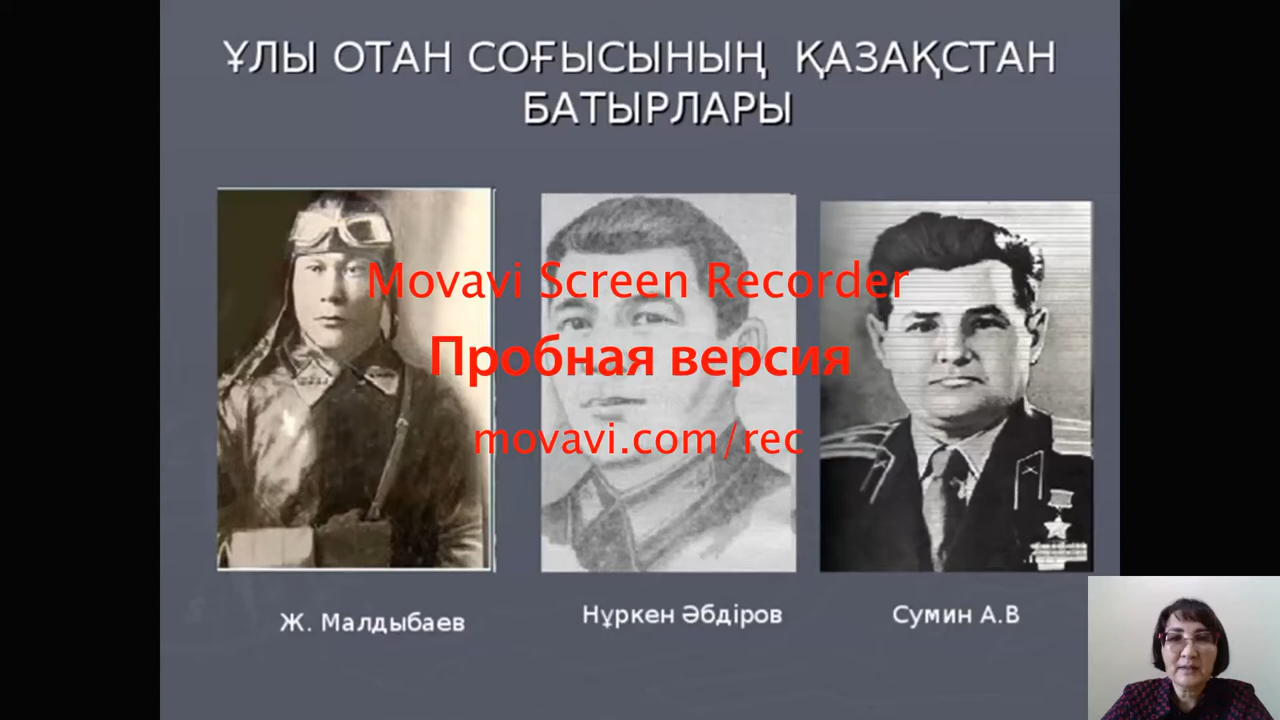 ҰЛЫ ОТАН СОҒЫСЫНЫҢ ҚАЗАҚСТАН
БАТЫРЛАРЫ
Movavi Screen Recorder
Пробная версия
movavi.com/rec
Ж. Малдыбаев
Нұркен Әбдіров
Сумин А.В